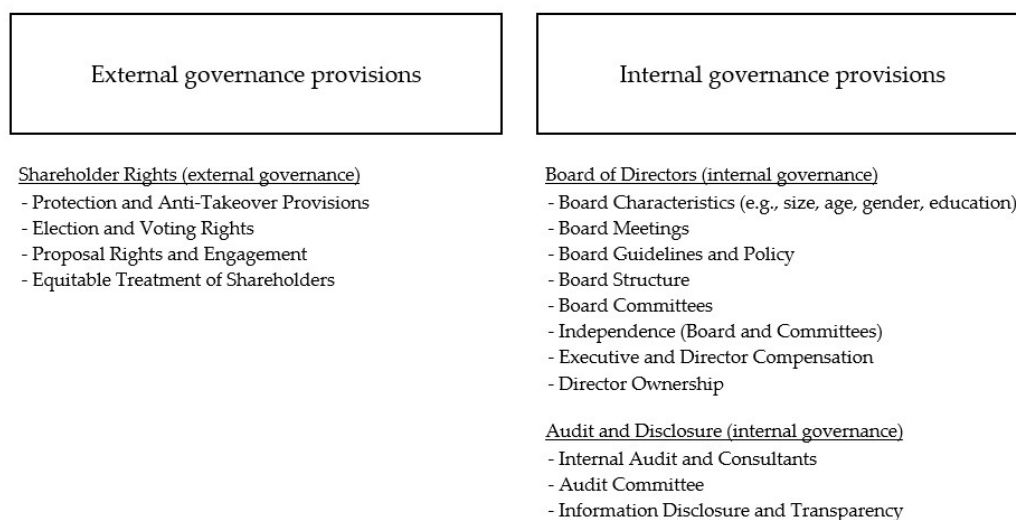 External governance provisions
Shareholder Rights (external governance)
- Protection and Anti-Takeover Provisions
- Election and Voting Rights
- Proposal Rights and Engagement
- Equitable Treatment of Shareholders
Internal governance provisions
Board of Directors (internal governance)
- Board Characteristics (e.g., size, age, gender, education)
- Board Meetings
- Board Guidelines and Policy
- Board Structure
- Board Committees
- Independence (Board and Committees)
- Executive and Director Compensation
- Director Ownership
Audit and Disclosure (internal governance)
- Internal Audit and Consultants
- Audit Committee
- Information Disclosure and Transparency